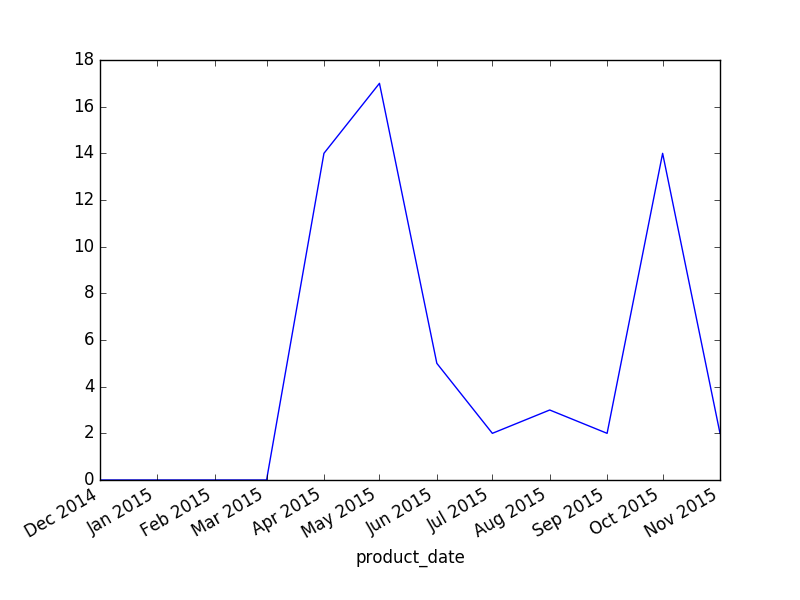 18
16
14
12
10
8
6
4
2
0
Dec 2014
Jan 2015
Feb 2015
Mar 2015
Apr 2015
May 2015
Jun 2015
Jul 2015
Aug 2015
Sep 2015
Oct 2015
Nov 2015
product_date